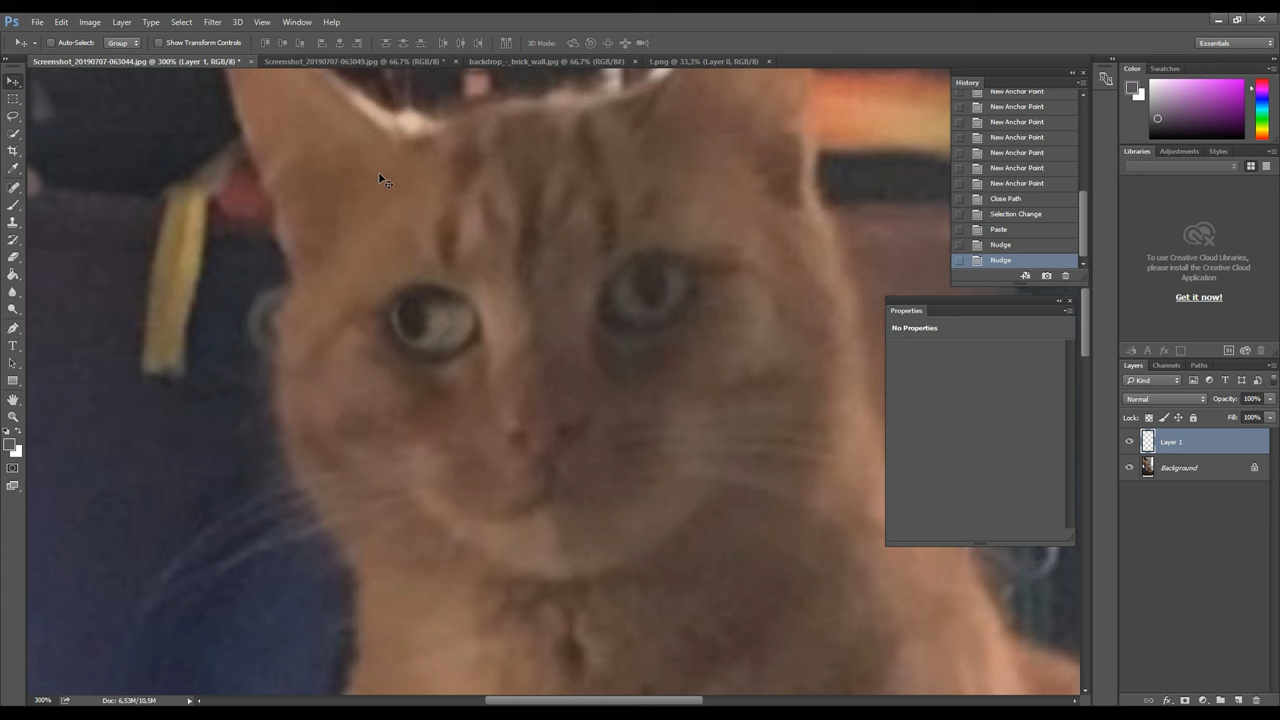 Ps File Edit Image Layer Type Select Filter 3D View Window Help
Auto-Select: Group Show Transform Controls 3D Mode: Essentials
Screenshot_20190707-063044.jpg @ 300% (Layer 1, RGB/8) * Screenshot_20190707-063049.jpg @ 66,7% (RGB/8) * backdrop_-_brick_wall.jpg @ 66,7% (RGB/8#) 1.png @ 33,3% (Layer 0, RGB/8)
History
New Anchor Point
New Anchor Point
New Anchor Point
New Anchor Point
New Anchor Point
New Anchor Point
New Anchor Point
Close Path
Selection Change
Paste
Nudge
Nudge
Properties
No Properties
Color Swatches
Libraries Adjustments Styles
To use Creative Cloud Libraries,
please install the Creative Cloud
Application
Get it now!
Layers Channels Paths
Kind
Normal Opacity: 100%
Lock: Fill: 100%
Layer 1
Background
300% Doc: 6,53M/10,5M